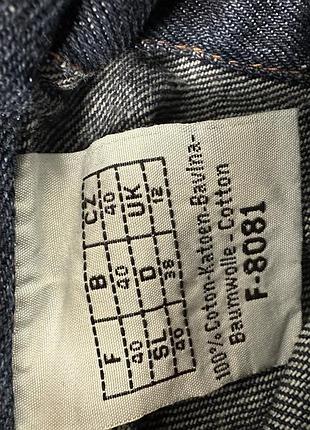 F B CZ
40 40 40
SL D UK
40 38 12
100% Coton-Katoen-Bavlna-
Baumwolle - Cotton
F-8081